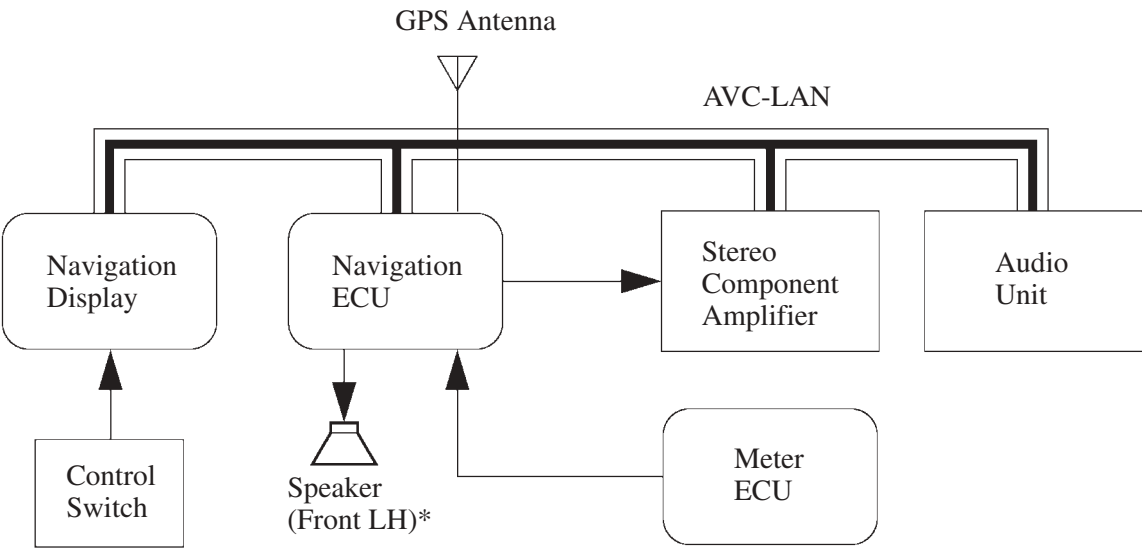 GPS Antenna
AVC-LAN
Navigation
Display
Navigation
ECU
Stereo
Component
Amplifier
Audio
Unit
Control
Switch
Speaker
(Front LH)*
Meter
ECU